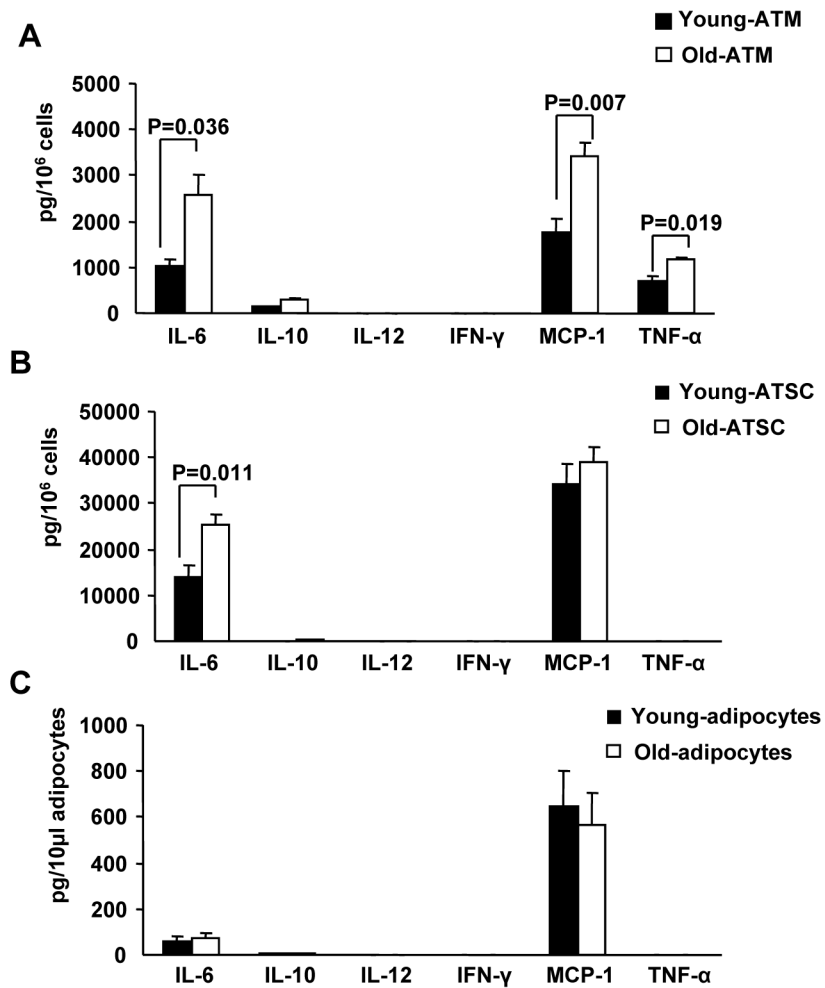 A
Young-ATM
Old-ATM
pg/10⁶ cells
5000
4000
3000
2000
1000
0
P=0.036
P=0.007
P=0.019
IL-6 IL-10 IL-12 IFN-γ MCP-1 TNF-α
B
Young-ATSC
Old-ATSC
pg/10⁶ cells
50000
40000
30000
20000
10000
0
P=0.011
IL-6 IL-10 IL-12 IFN-γ MCP-1 TNF-α
C
Young-adipocytes
Old-adipocytes
pg/10µl adipocytes
1000
800
600
400
200
0
IL-6 IL-10 IL-12 IFN-γ MCP-1 TNF-α